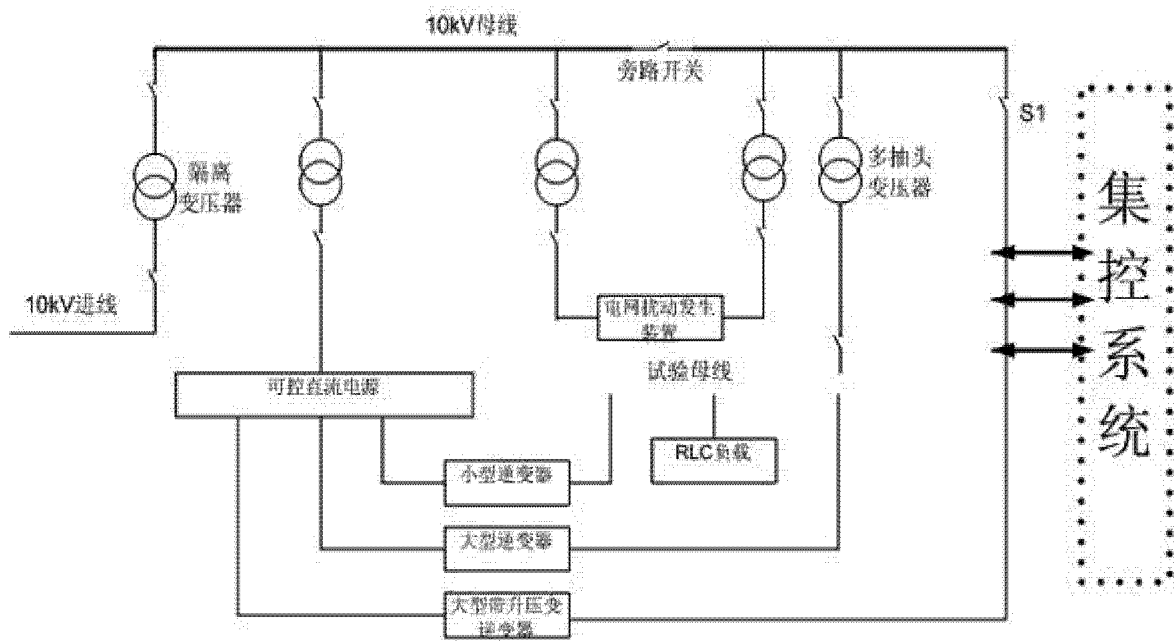 10kV母线
旁路开关
S1
隔离
变压器
多抽头
变压器
10kV进线
电网扰动发生
装置
试验母线
可控直流电源
RLC负载
小型逆变器
大型逆变器
大型带升压变
逆变器
集
控
系
统